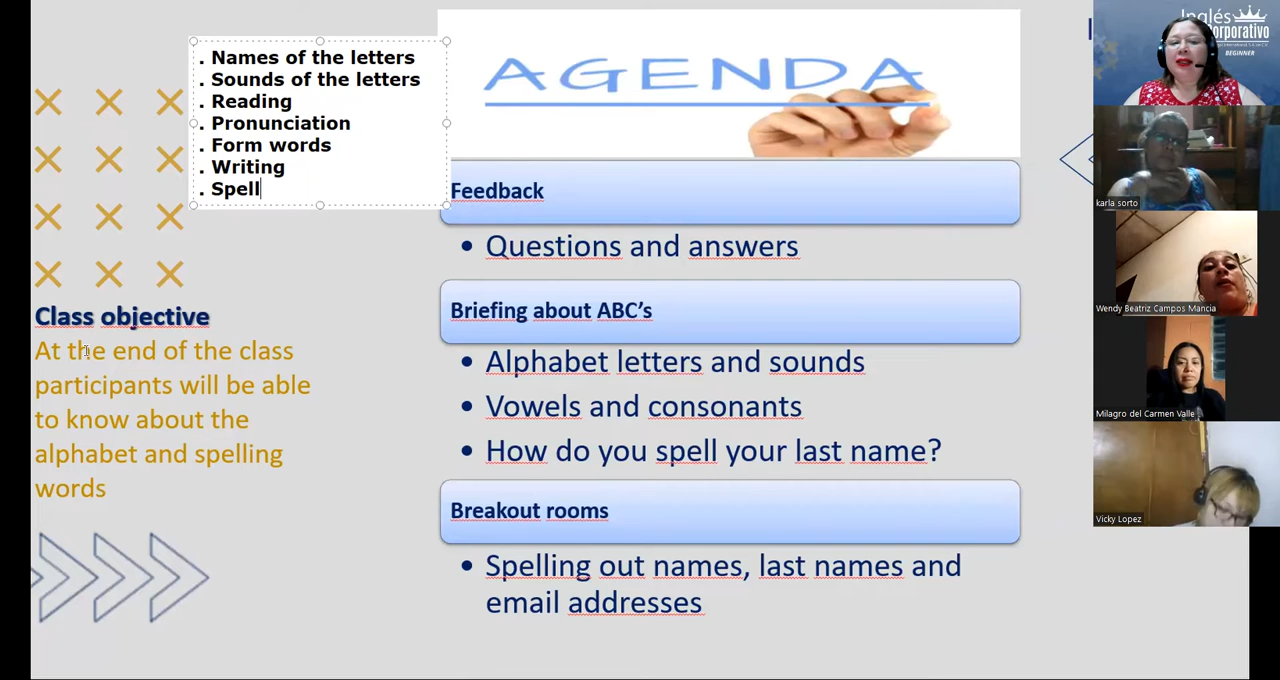 . Names of the letters
. Sounds of the letters
. Reading
. Pronunciation
. Form words
. Writing
. Spell
AGENDA
Feedback
• Questions and answers
Briefing about ABC's
• Alphabet letters and sounds
• Vowels and consonants
• How do you spell your last name?
Breakout rooms
• Spelling out names, last names and
email addresses
Class objective
At the end of the class
participants will be able
to know about the
alphabet and spelling
words
Inglés
Corporativo
BEGINNER
karla sorto
Wendy Beatriz Campos Mancia
Milagro del Carmen Valle
Vicky Lopez